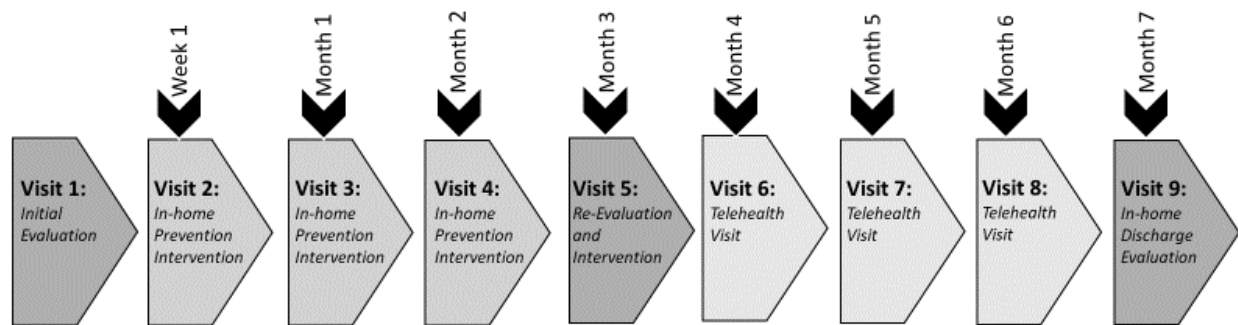 Week 1
Month 1
Month 2
Month 3
Month 4
Month 5
Month 6
Month 7
Visit 1:
Initial
Evaluation
Visit 2:
In-home
Prevention
Intervention
Visit 3:
In-home
Prevention
Intervention
Visit 4:
In-home
Prevention
Intervention
Visit 5:
Re-Evaluation
and
Intervention
Visit 6:
Telehealth
Visit
Visit 7:
Telehealth
Visit
Visit 8:
Telehealth
Visit
Visit 9:
In-home
Discharge
Evaluation